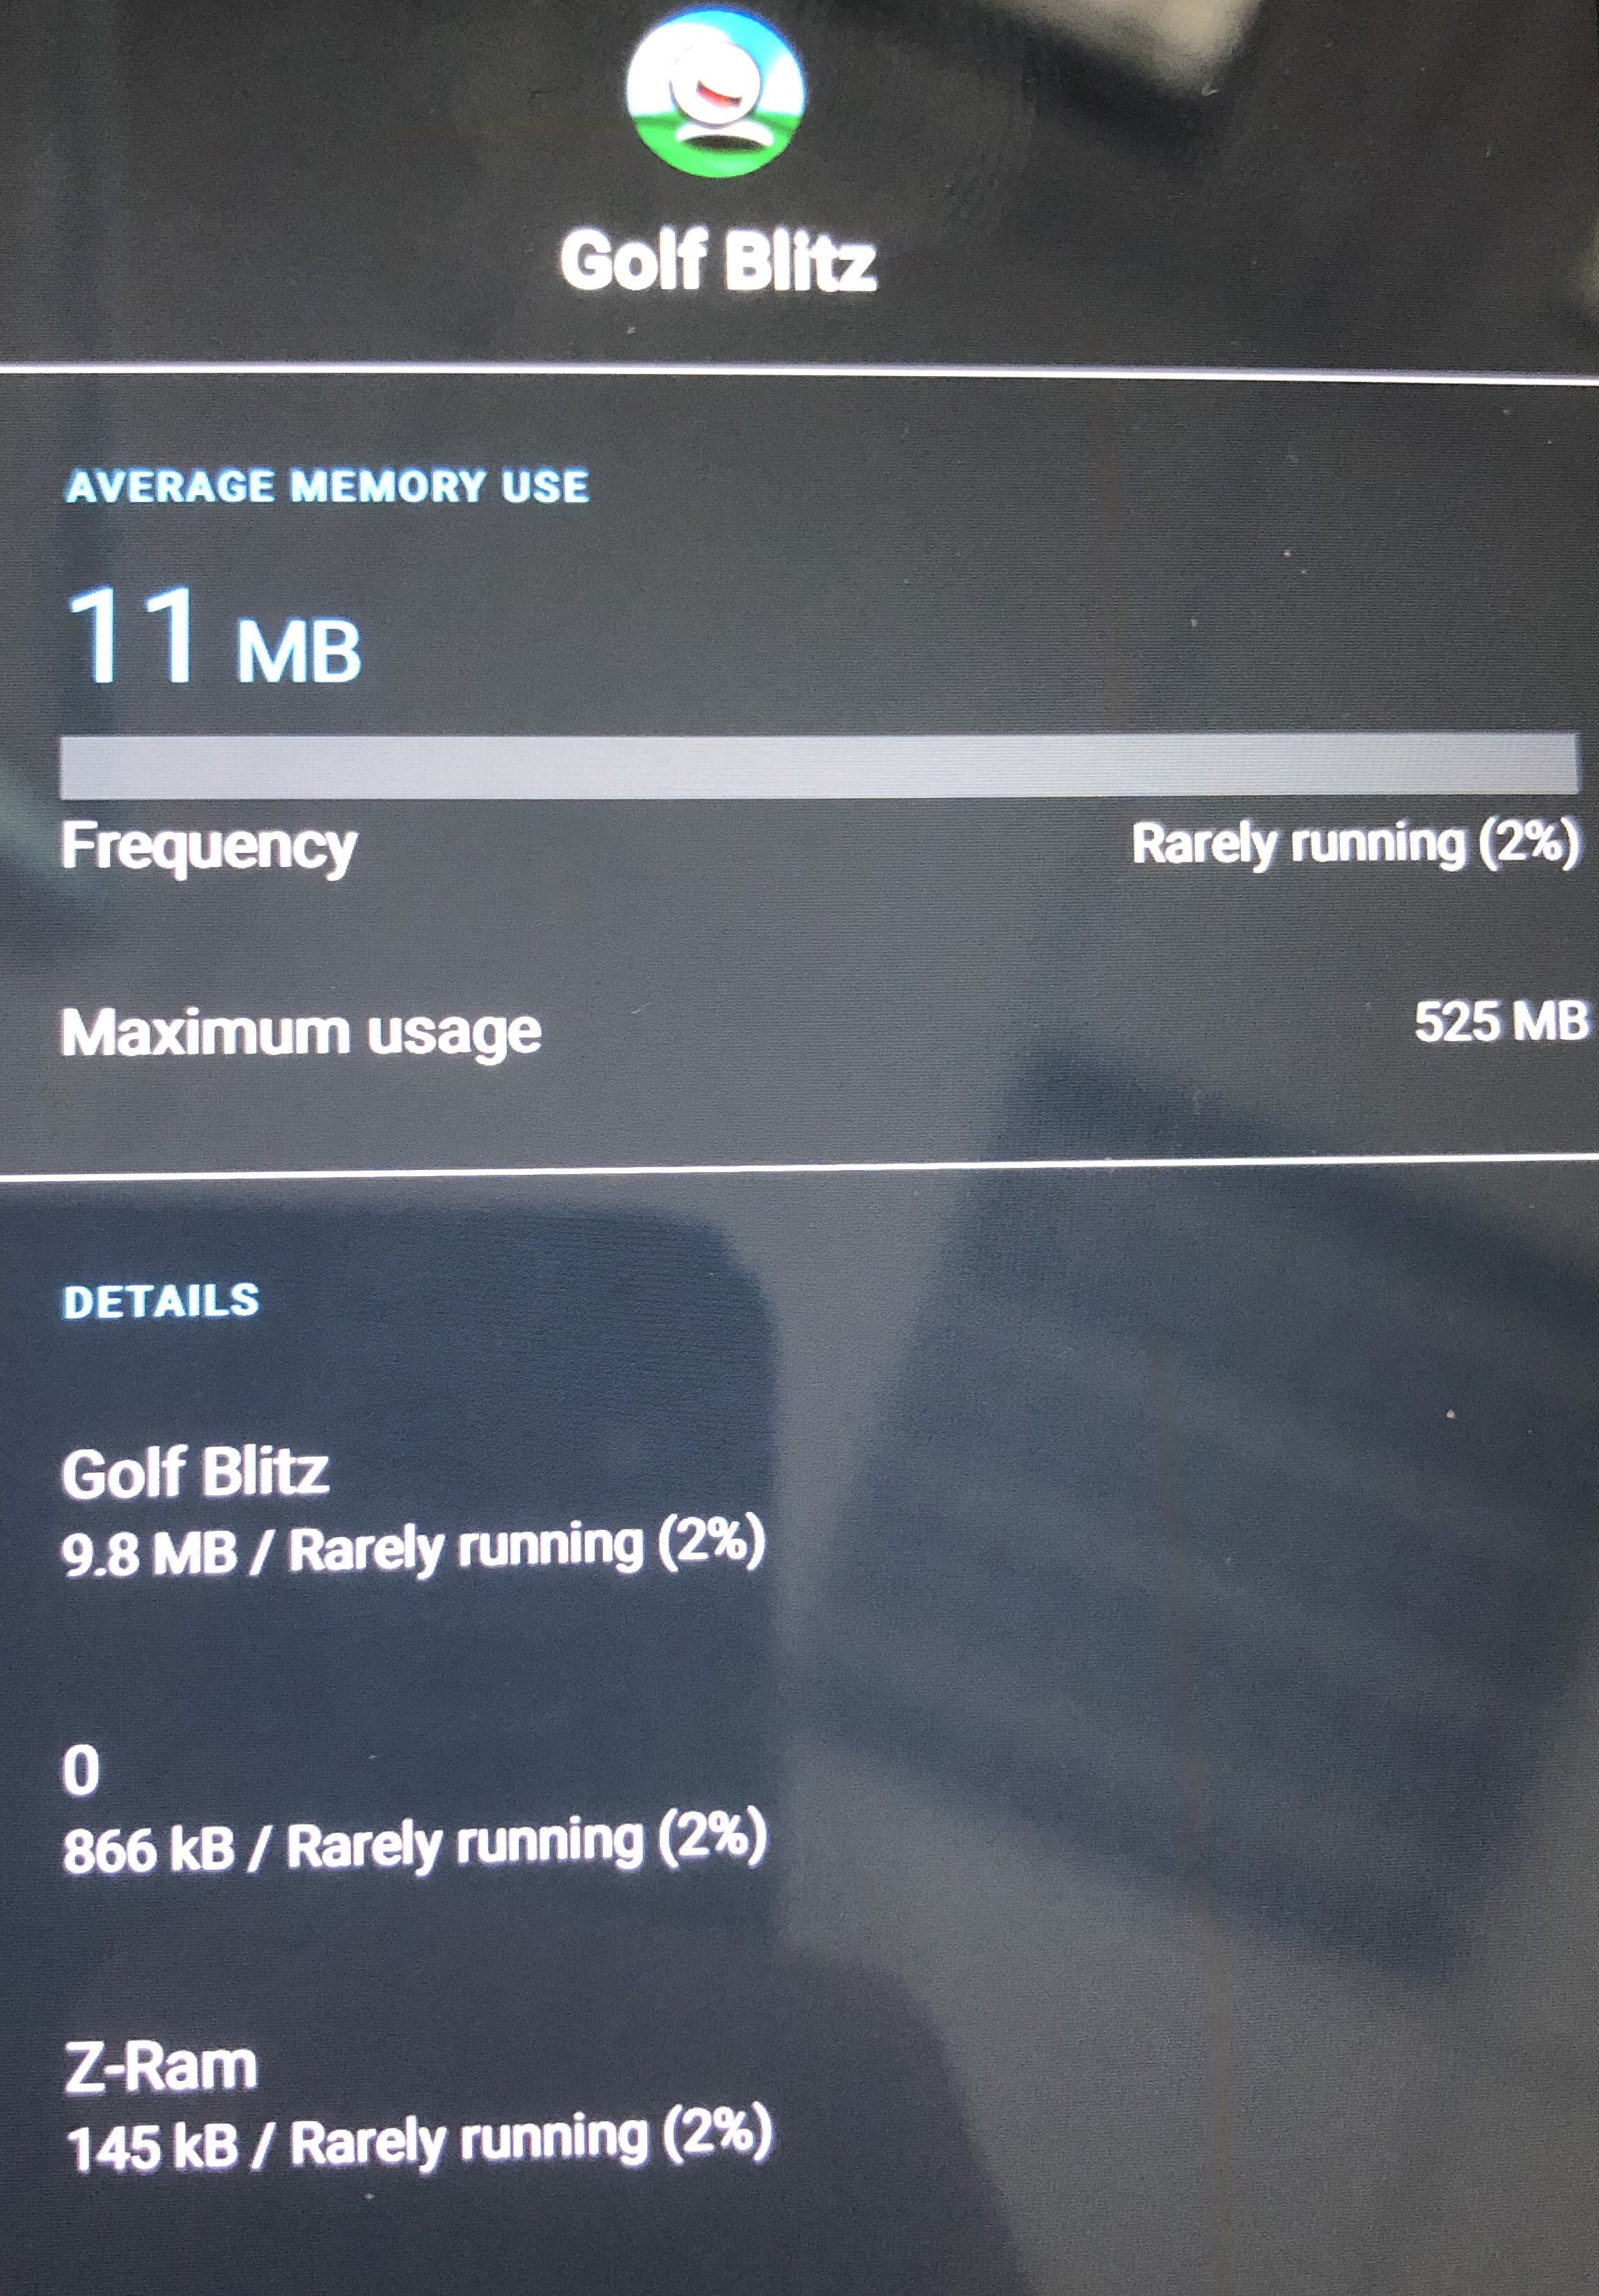 Golf Blitz
AVERAGE MEMORY USE
11 MB
Frequency Rarely running (2%)
Maximum usage 525 MB
DETAILS
Golf Blitz
9.8 MB / Rarely running (2%)
0
866 kB / Rarely running (2%)
Z-Ram
145 kB / Rarely running (2%)